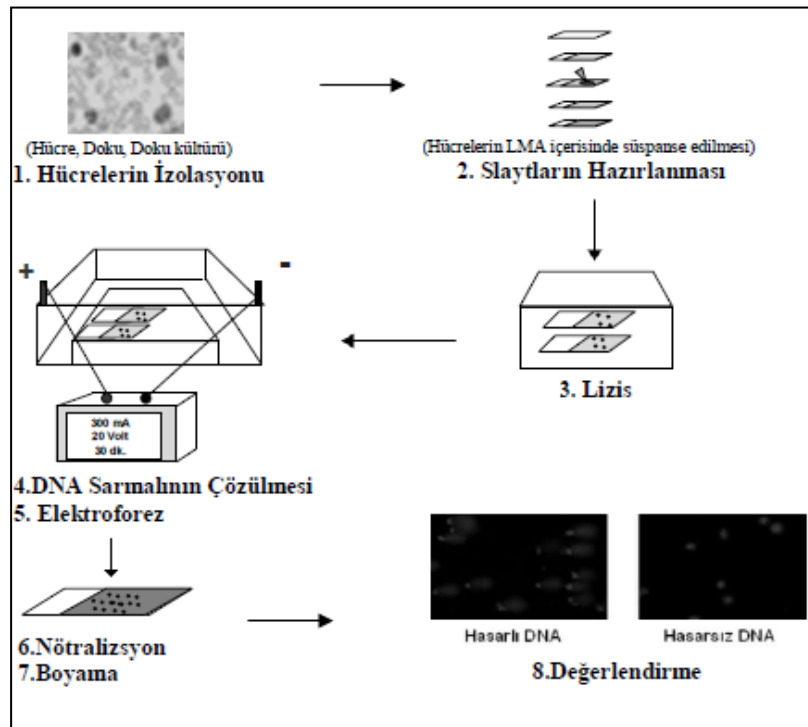 (Hücre, Doku, Doku kültürü)
1. Hücrelerin İzolasyonu
(Hücrelerin LMA içerisinde süspanse edilmesi)
2. Slaytların Hazırlanması
3. Lizis
+
-
300 mA
20 Volt
30 dk.
4.DNA Sarmalının Çözülmesi
5. Elektroforez
6.Nötralizsyon
7.Boyama
Hasarlı DNA
Hasarsız DNA
8.Değerlendirme